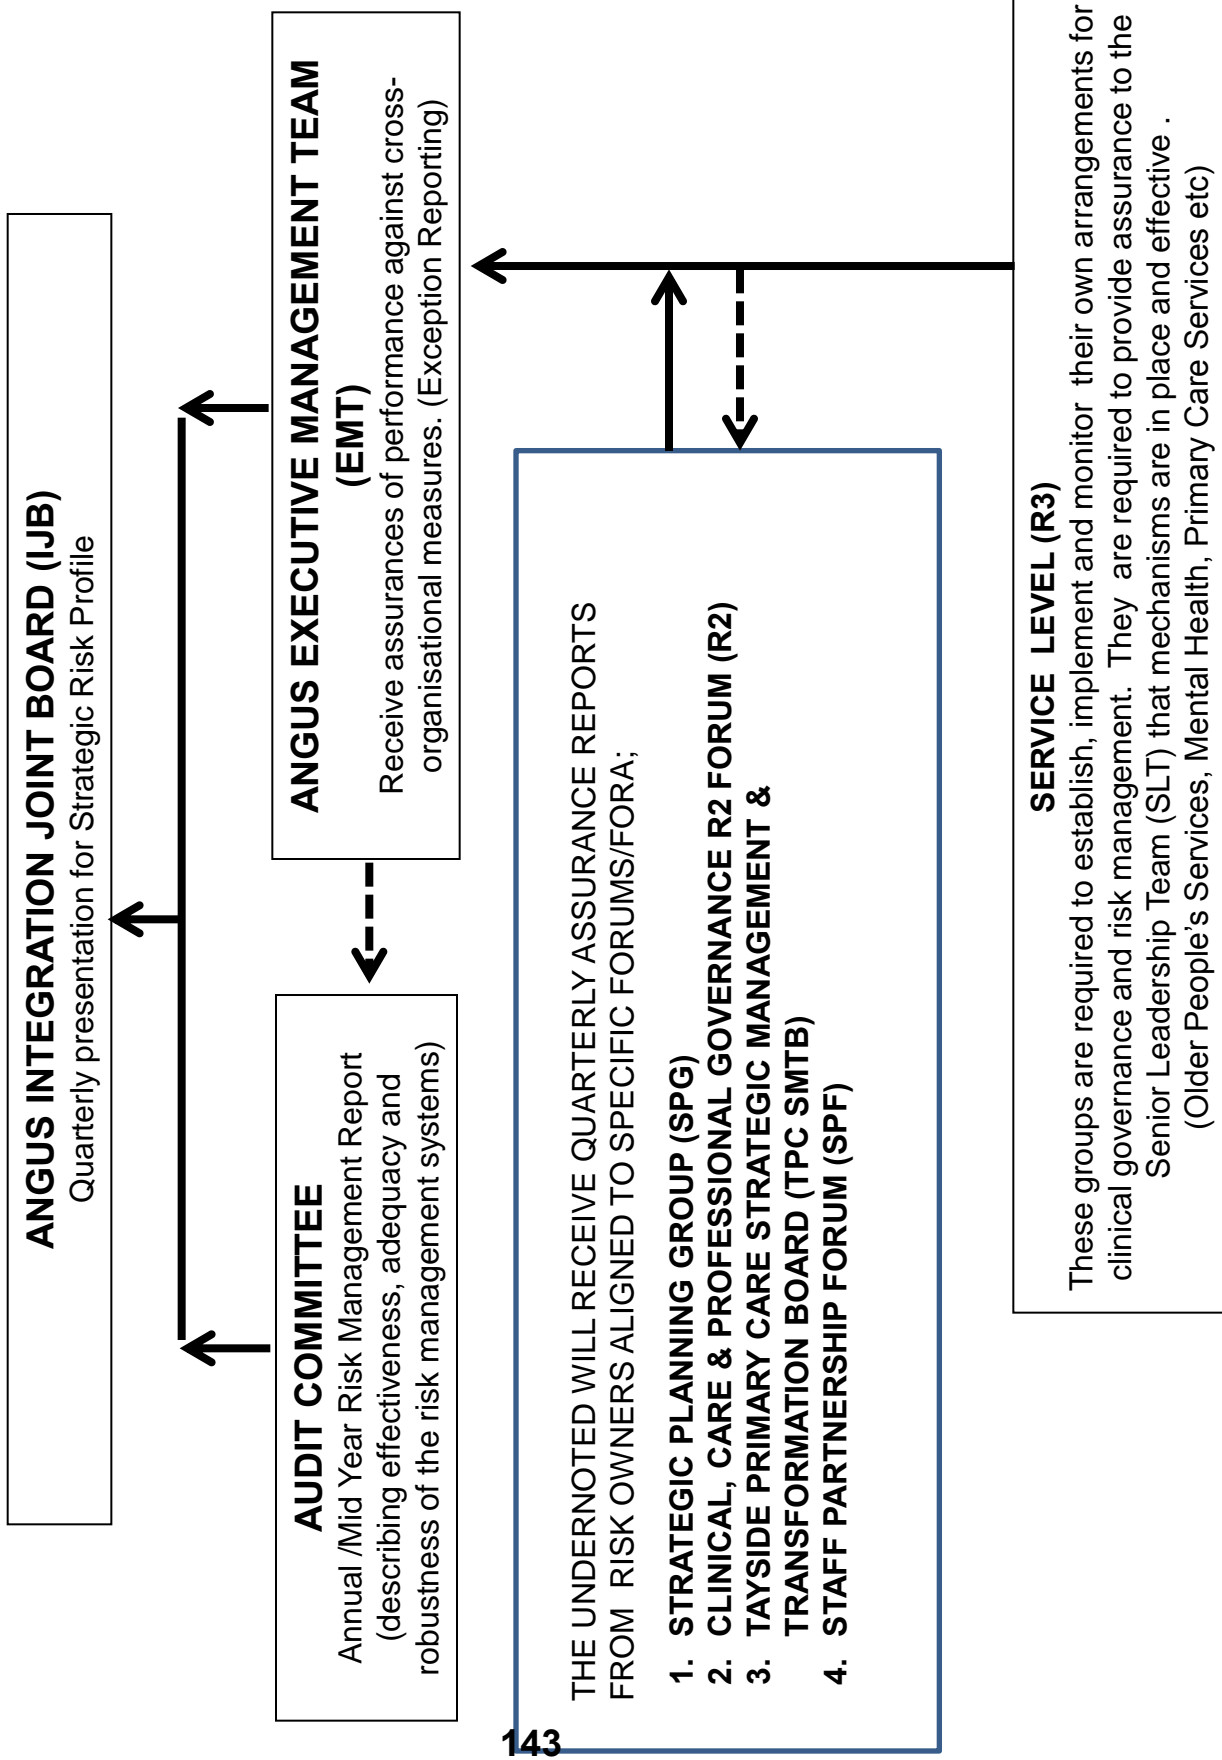 ANGUS INTEGRATION JOINT BOARD (IJB)
Quarterly presentation for Strategic Risk Profile
AUDIT COMMITTEE
Annual /Mid Year Risk Management Report
(describing effectiveness, adequacy and
robustness of the risk management systems)
ANGUS EXECUTIVE MANAGEMENT TEAM
(EMT)
Receive assurances of performance against cross-
organisational measures. (Exception Reporting)
THE UNDERNOTED WILL RECEIVE QUARTERLY ASSURANCE REPORTS
FROM RISK OWNERS ALIGNED TO SPECIFIC FORUMS/FORA;
1. STRATEGIC PLANNING GROUP (SPG)
2. CLINICAL, CARE & PROFESSIONAL GOVERNANCE R2 FORUM (R2)
3. TAYSIDE PRIMARY CARE STRATEGIC MANAGEMENT &
TRANSFORMATION BOARD (TPC SMTB)
4. STAFF PARTNERSHIP FORUM (SPF)
SERVICE LEVEL (R3)
These groups are required to establish, implement and monitor their own arrangements for
clinical governance and risk management. They are required to provide assurance to the
Senior Leadership Team (SLT) that mechanisms are in place and effective .
(Older People's Services, Mental Health, Primary Care Services etc)
143